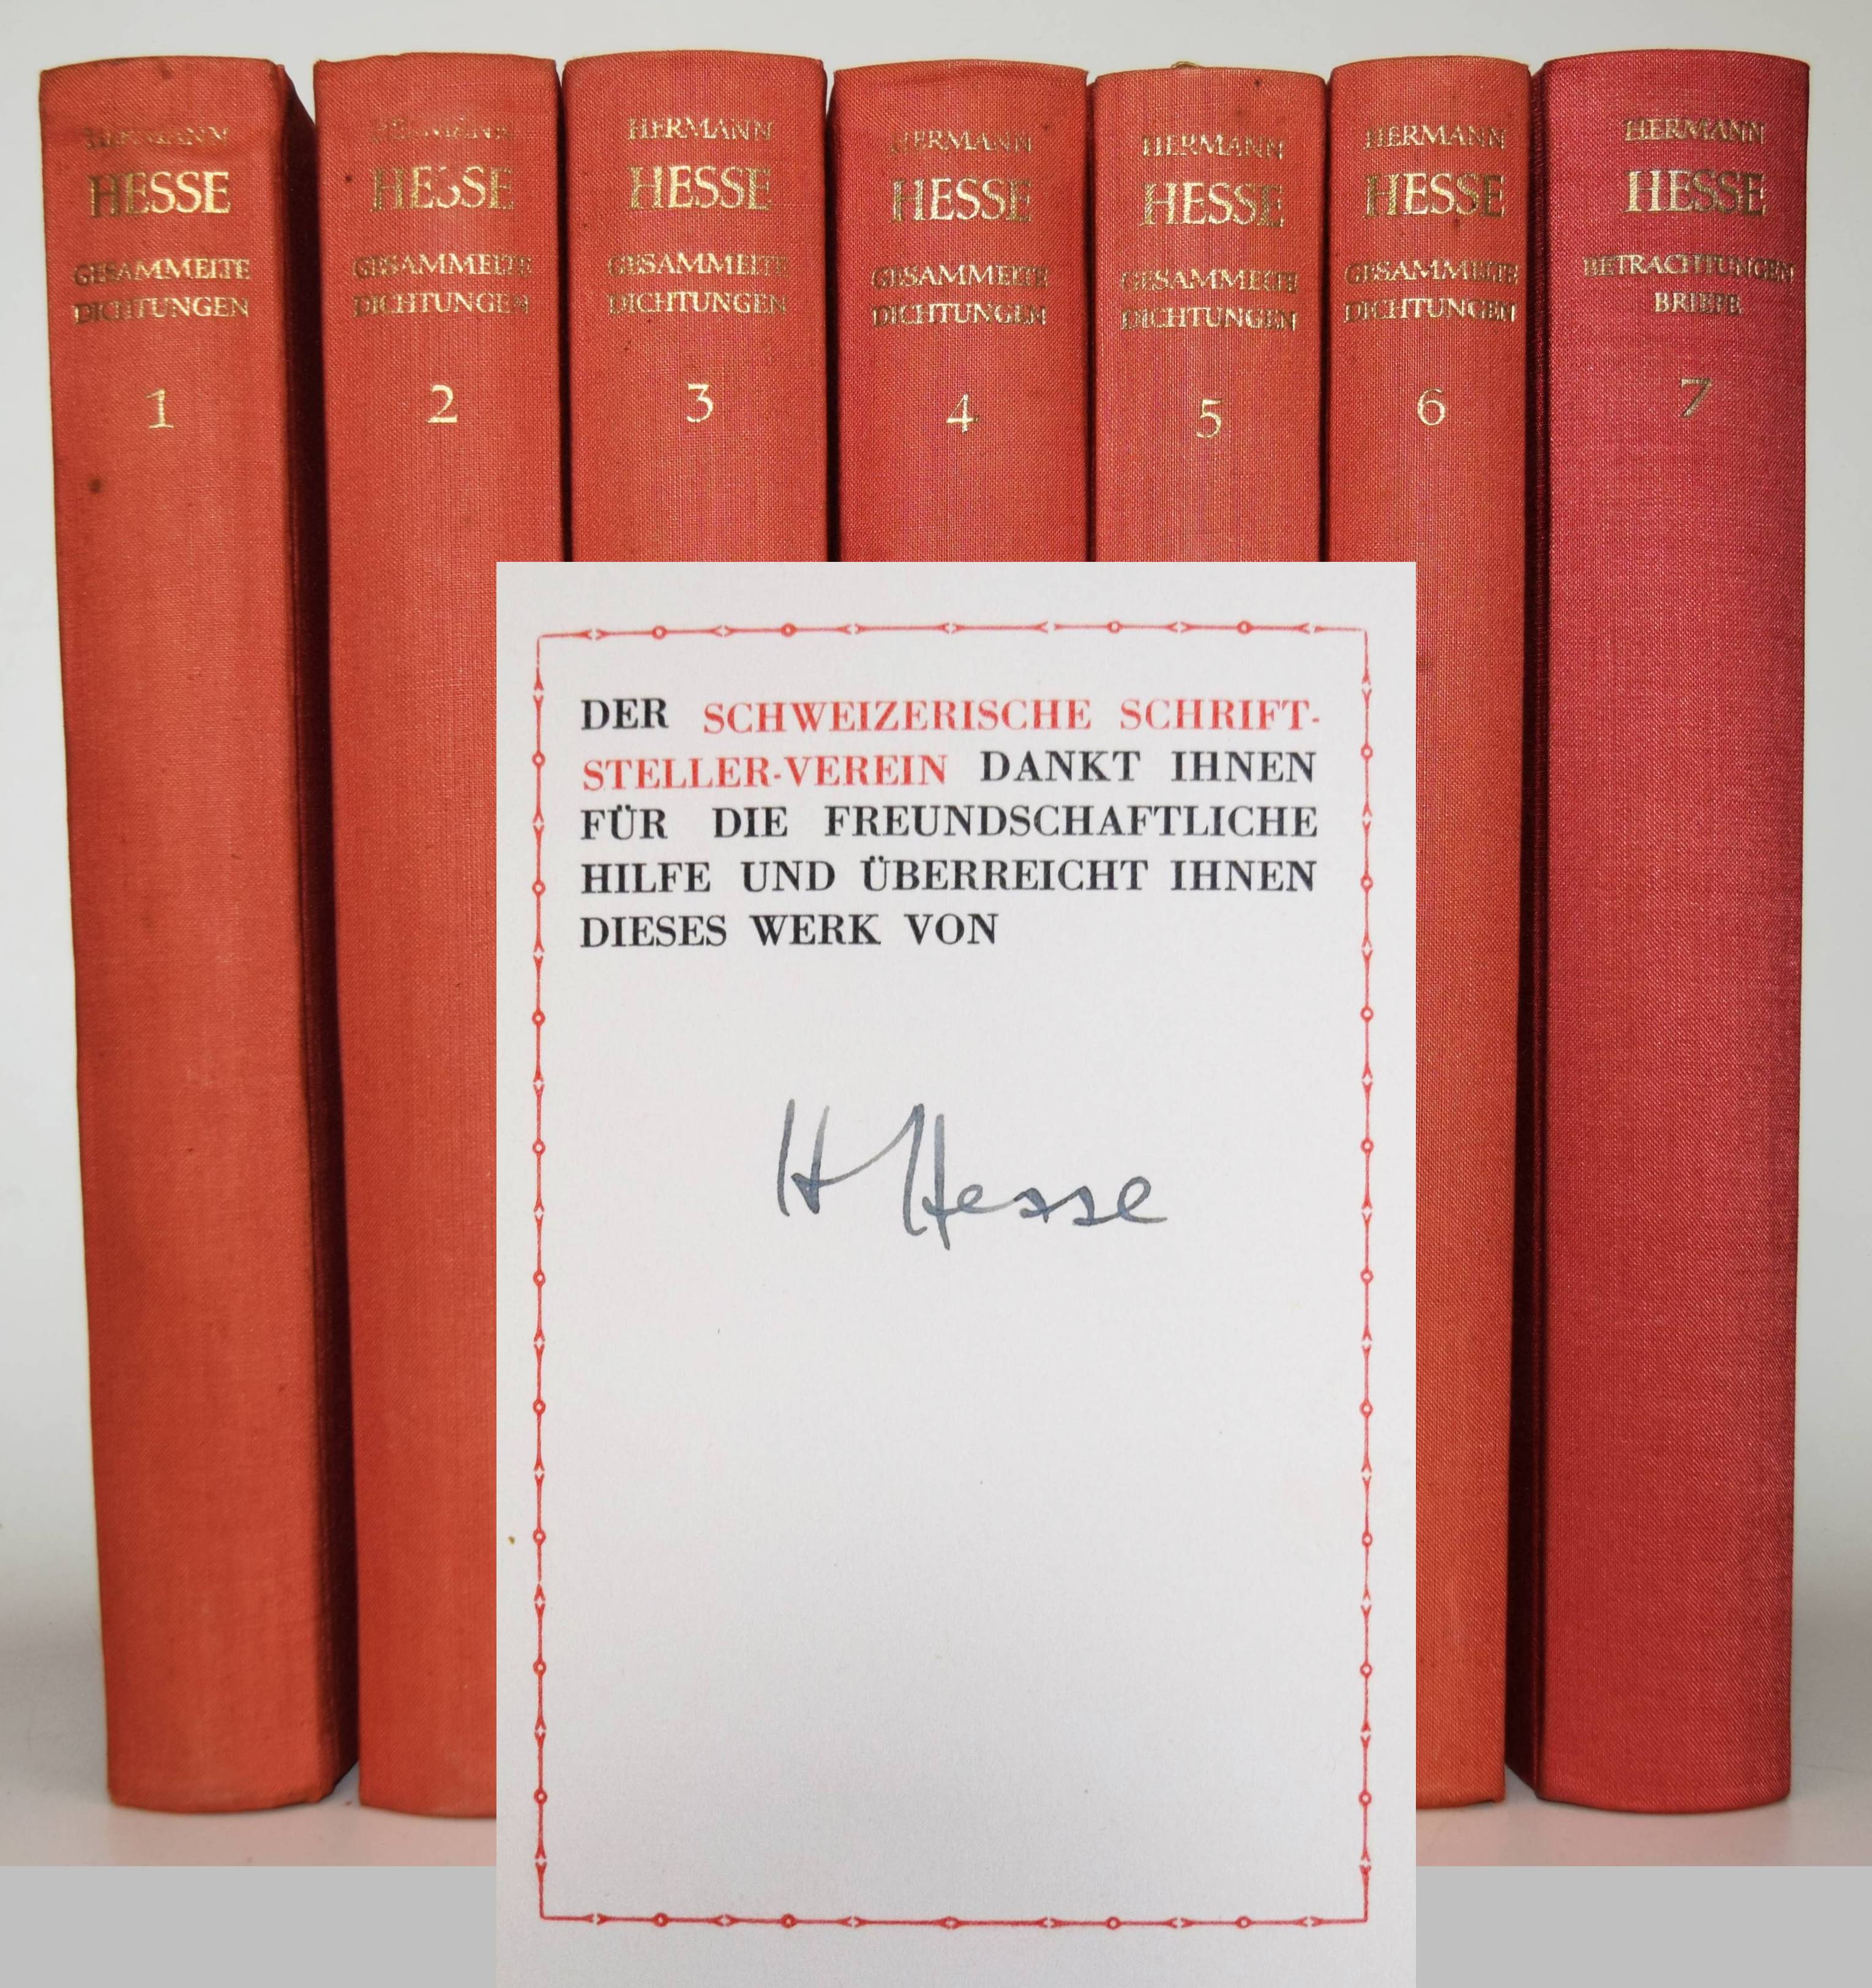 HERMANN
HESSE
GESAMMELTE
DICHTUNGEN
1
HERMANN
HESSE
GESAMMELTE
DICHTUNGEN
2
HERMANN
HESSE
GESAMMELTE
DICHTUNGEN
3
HERMANN
HESSE
GESAMMELTE
DICHTUNGEN
4
HERMANN
HESSE
GESAMMELTE
DICHTUNGEN
5
HERMANN
HESSE
GESAMMELTE
DICHTUNGEN
6
HERMANN
HESSE
BETRACHTUNGEN
BRIEFE
7
DER SCHWEIZERISCHE SCHRIFT-
STELLER-VEREIN DANKT IHNEN
FÜR DIE FREUNDSCHAFTLICHE
HILFE UND ÜBERREICHT IHNEN
DIESES WERK VON
H Hesse